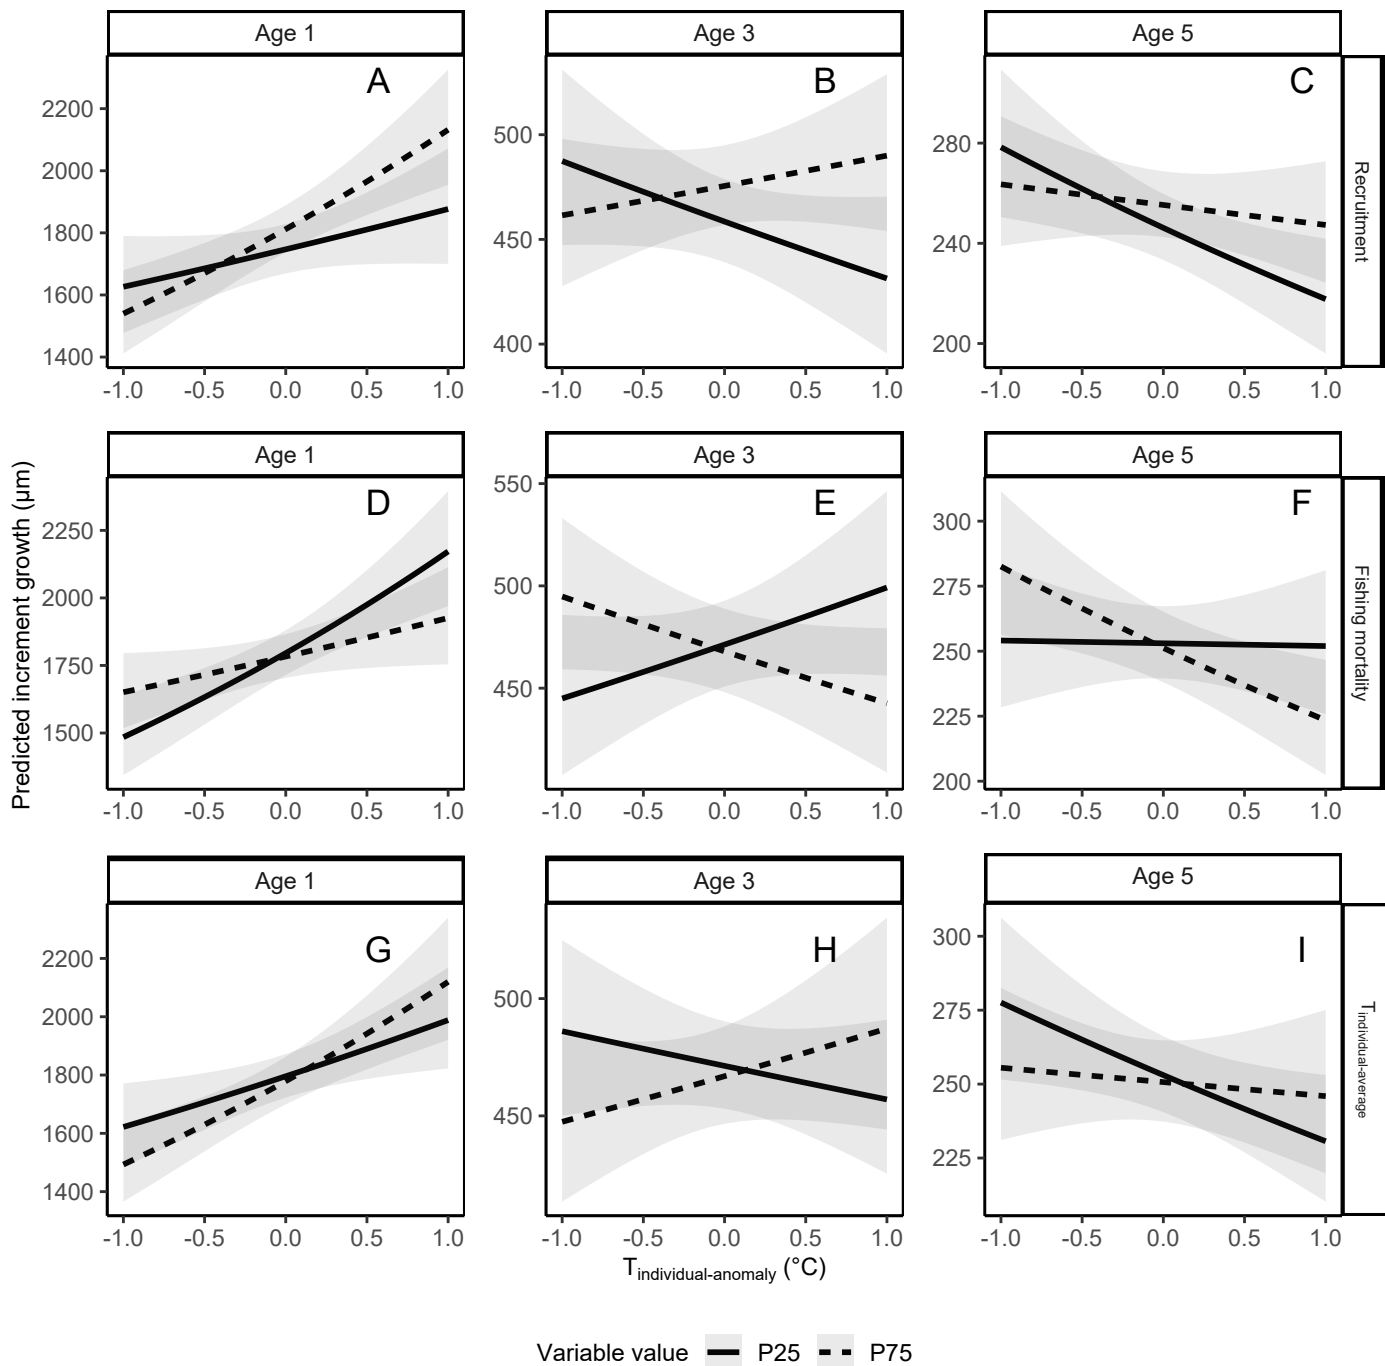 Age 1
Age 3
Age 5
A
B
C
2200
2000
1800
1600
1400
500
450
400
280
240
200
-1.0 -0.5 0.0 0.5 1.0
-1.0 -0.5 0.0 0.5 1.0
-1.0 -0.5 0.0 0.5 1.0
Recruitment
Predicted increment growth (μm)
Age 1
Age 3
Age 5
D
E
F
2250
2000
1750
1500
550
500
450
300
275
250
225
200
-1.0 -0.5 0.0 0.5 1.0
-1.0 -0.5 0.0 0.5 1.0
-1.0 -0.5 0.0 0.5 1.0
Fishing mortality
Age 1
Age 3
Age 5
G
H
I
2200
2000
1800
1600
1400
500
450
300
275
250
225
-1.0 -0.5 0.0 0.5 1.0
-1.0 -0.5 0.0 0.5 1.0
-1.0 -0.5 0.0 0.5 1.0
Tindividual-average
Tindividual-anomaly (°C)
Variable value P25 P75